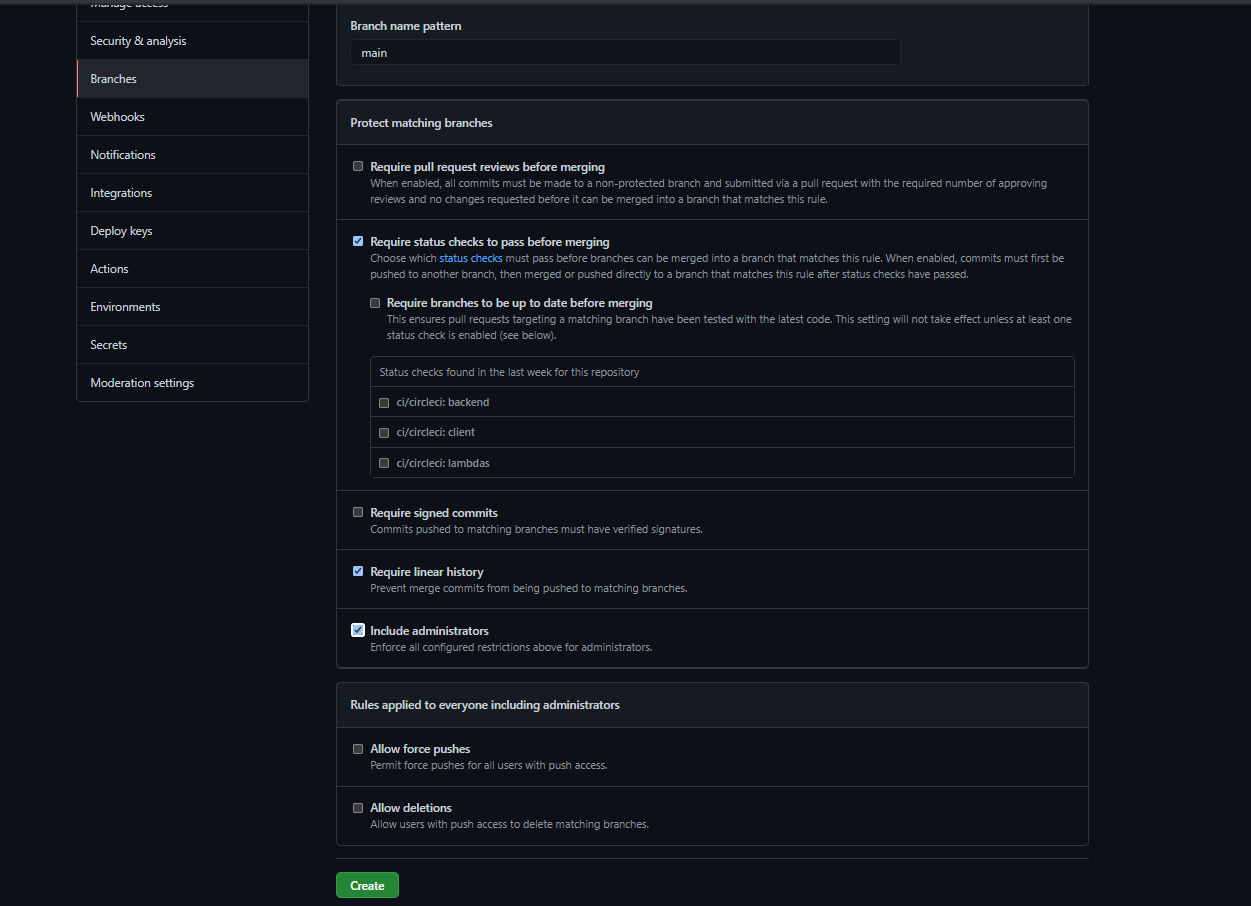 Manage access
Security & analysis
Branches
Webhooks
Notifications
Integrations
Deploy keys
Actions
Environments
Secrets
Moderation settings
Branch name pattern
main
Protect matching branches
Require pull request reviews before merging
When enabled, all commits must be made to a non-protected branch and submitted via a pull request with the required number of approving
reviews and no changes requested before it can be merged into a branch that matches this rule.
Require status checks to pass before merging
Choose which status checks must pass before branches can be merged into a branch that matches this rule. When enabled, commits must first be
pushed to another branch, then merged or pushed directly to a branch that matches this rule after status checks have passed.
Require branches to be up to date before merging
This ensures pull requests targeting a matching branch have been tested with the latest code. This setting will not take effect unless at least one
status check is enabled (see below).
Status checks found in the last week for this repository
ci/circleci: backend
ci/circleci: client
ci/circleci: lambdas
Require signed commits
Commits pushed to matching branches must have verified signatures.
Require linear history
Prevent merge commits from being pushed to matching branches.
Include administrators
Enforce all configured restrictions above for administrators.
Rules applied to everyone including administrators
Allow force pushes
Permit force pushes for all users with push access.
Allow deletions
Allow users with push access to delete matching branches.
Create